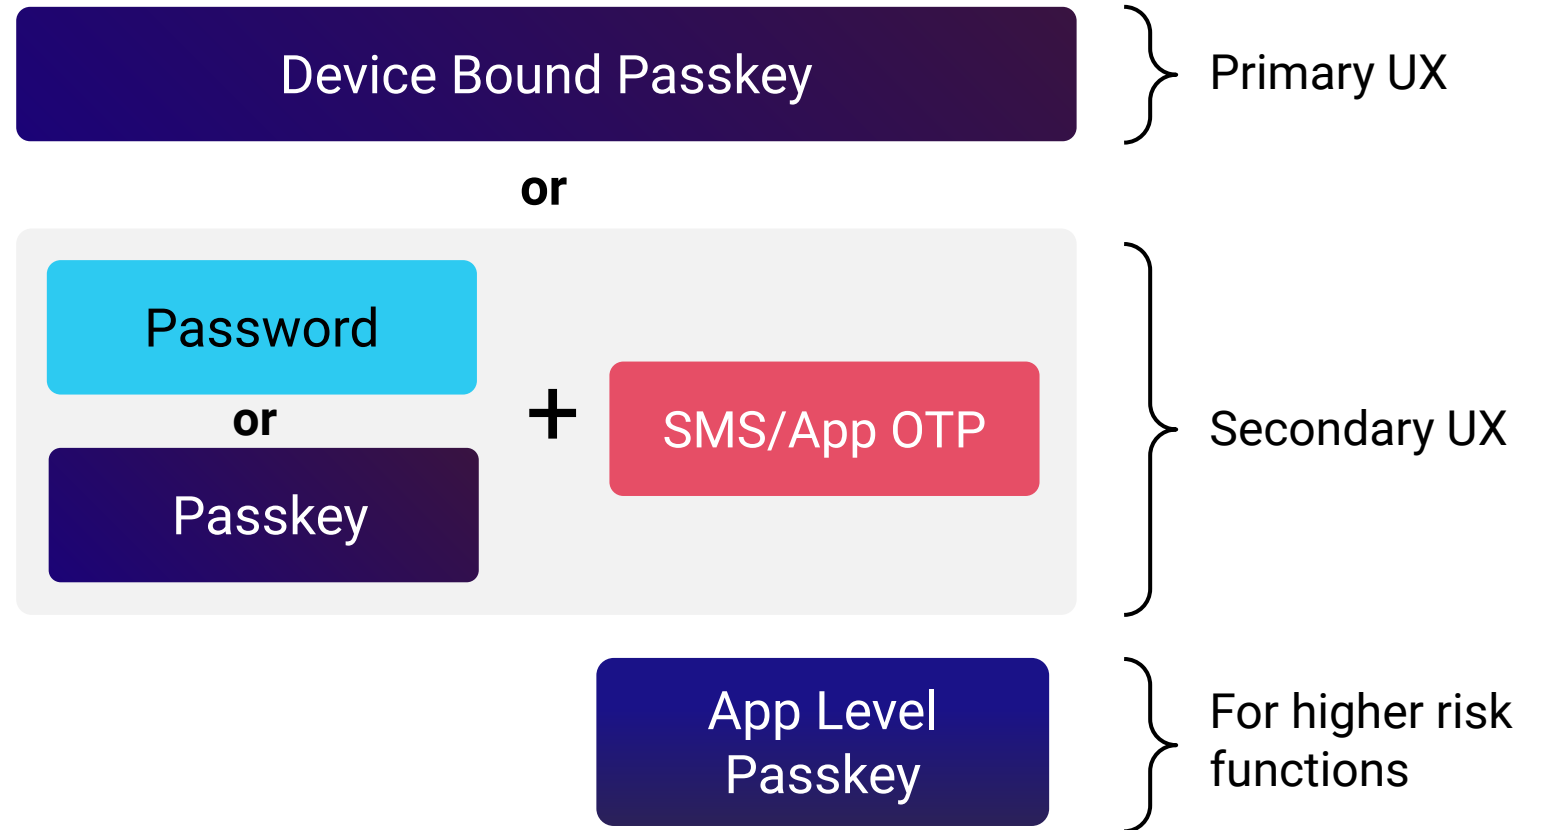 Device Bound Passkey
Primary UX
or
Password
or
Passkey
+
SMS/App OTP
Secondary UX
App Level
Passkey
For higher risk
functions